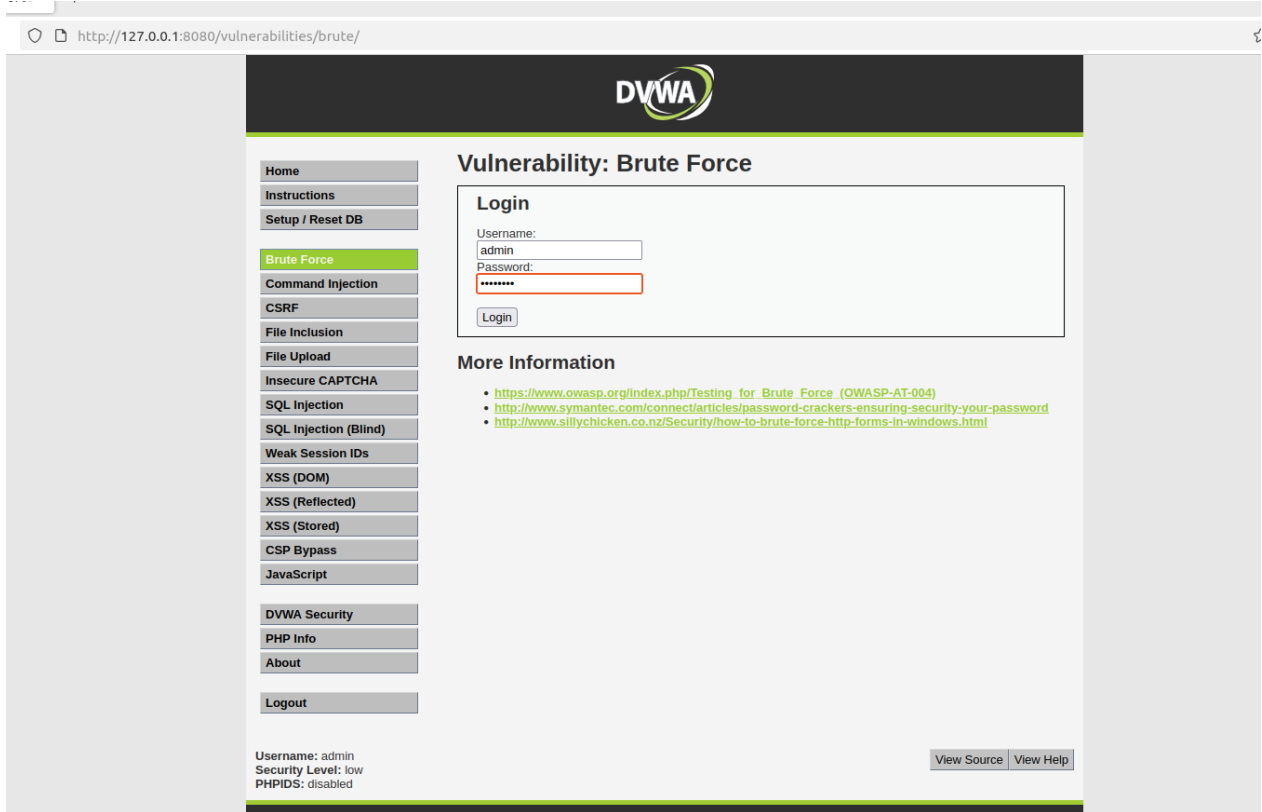 http://127.0.0.1:8080/vulnerabilities/brute/
DVWA
Home
Instructions
Setup / Reset DB
Brute Force
Command Injection
CSRF
File Inclusion
File Upload
Insecure CAPTCHA
SQL Injection
SQL Injection (Blind)
Weak Session IDs
XSS (DOM)
XSS (Reflected)
XSS (Stored)
CSP Bypass
JavaScript
DVWA Security
PHP Info
About
Logout
Vulnerability: Brute Force
Login
Username:
admin
Password:
••••••••
Login
More Information
• https://www.owasp.org/index.php/Testing_for_Brute_Force_(OWASP-AT-004)
• http://www.symantec.com/connect/articles/password-crackers-ensuring-security-your-password
• http://www.sillychicken.co.nz/Security/how-to-brute-force-http-forms-in-windows.html
Username: admin
Security Level: low
PHPIDS: disabled
View Source View Help